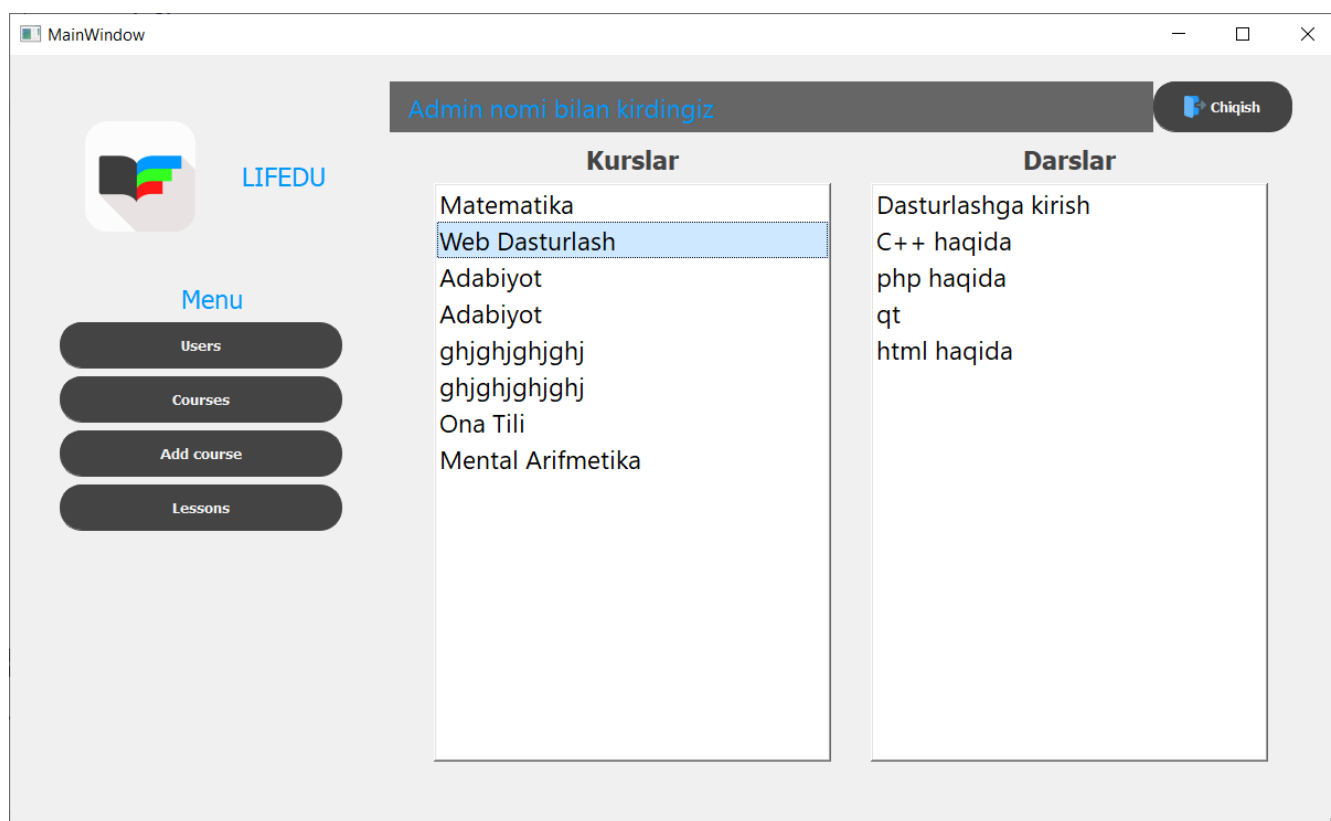 MainWindow
Admin nomi bilan kirdingiz
Chiqish
LIFEDU
Menu
Users
Courses
Add course
Lessons
Kurslar
Matematika
Web Dasturlash
Adabiyot
Adabiyot
ghjghjghjghj
ghjghjghjghj
Ona Tili
Mental Arifmetika
Darslar
Dasturlashga kirish
C++ haqida
php haqida
qt
html haqida